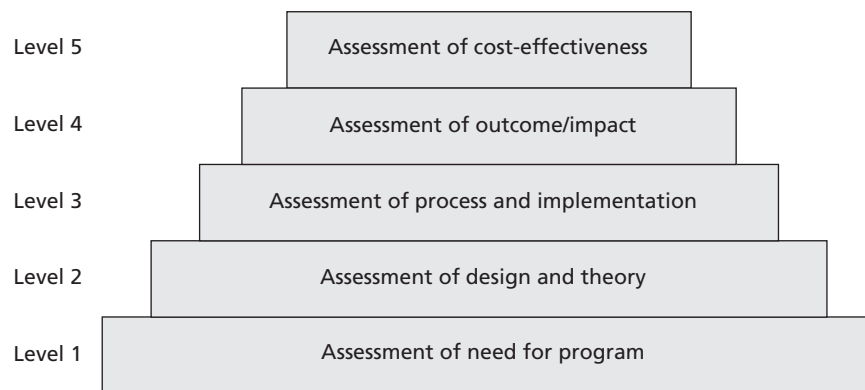 Level 5 Assessment of cost-effectiveness
Level 4 Assessment of outcome/impact
Level 3 Assessment of process and implementation
Level 2 Assessment of design and theory
Level 1 Assessment of need for program